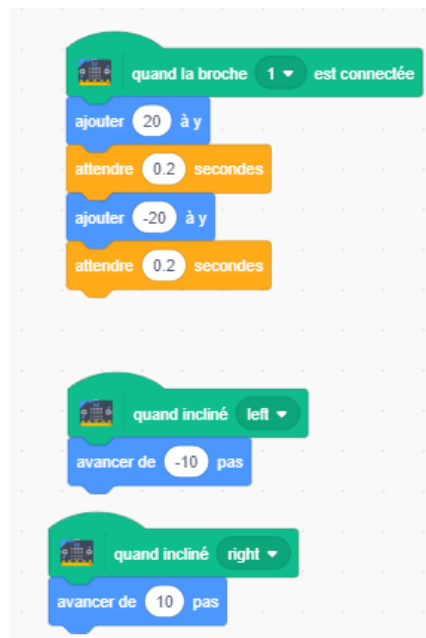 quand la broche 1 est connectée
ajouter 20 à y
attendre 0.2 secondes
ajouter -20 à y
attendre 0.2 secondes
quand incliné left
avancer de -10 pas
quand incliné right
avancer de 10 pas